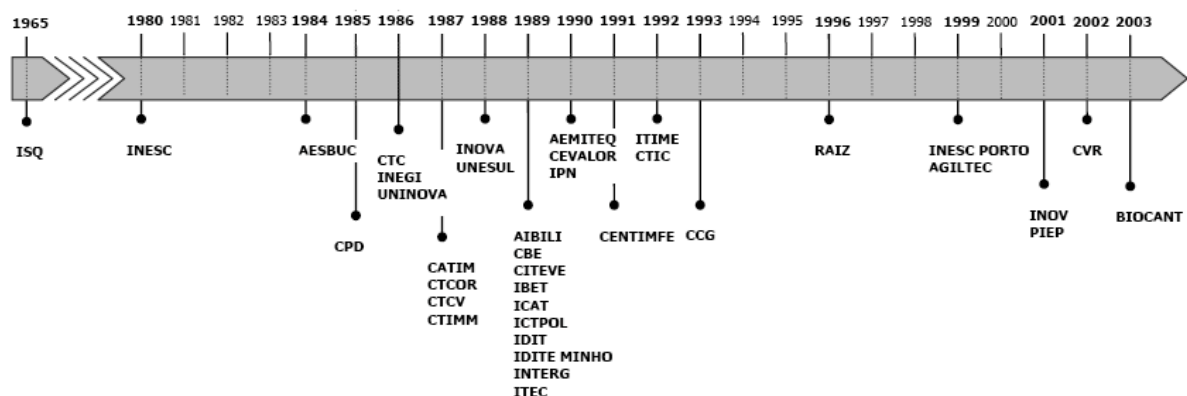 1965 1980 1981 1982 1983 1984 1985 1986 1987 1988 1989 1990 1991 1992 1993 1994 1995 1996 1997 1998 1999 2000 2001 2002 2003
ISQ
INESC
AESBUC
CPD
CTC
INEGI
UNINOVA
CATIM
CTCOR
CTCV
CTIMM
INOVA
UNESUL
AIBILI
CBE
CITEVE
IBET
ICAT
ICTPOL
IDIT
IDITE MINHO
INTERG
ITEC
AEMITEQ
CEVALOR
IPN
CENTIMFE
ITIME
CTIC
CCG
RAIZ
INESC PORTO
AGILTEC
INOV
PIEP
CVR
BIOCANT